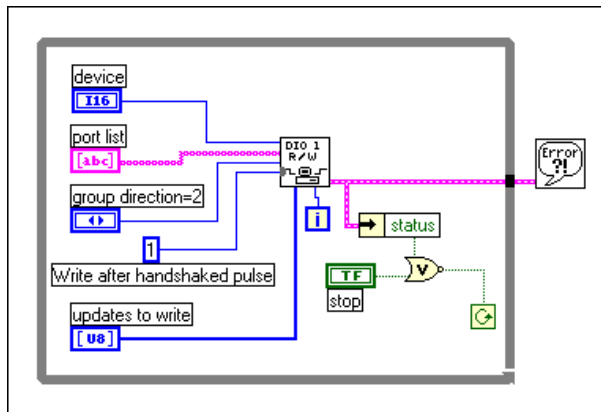 device
I16
port list
[abc]
DIO 1
R/W
Error
?!
group direction=2
i
status
1
V
TF
Write after handshaked pulse
stop
updates to write
[U8]